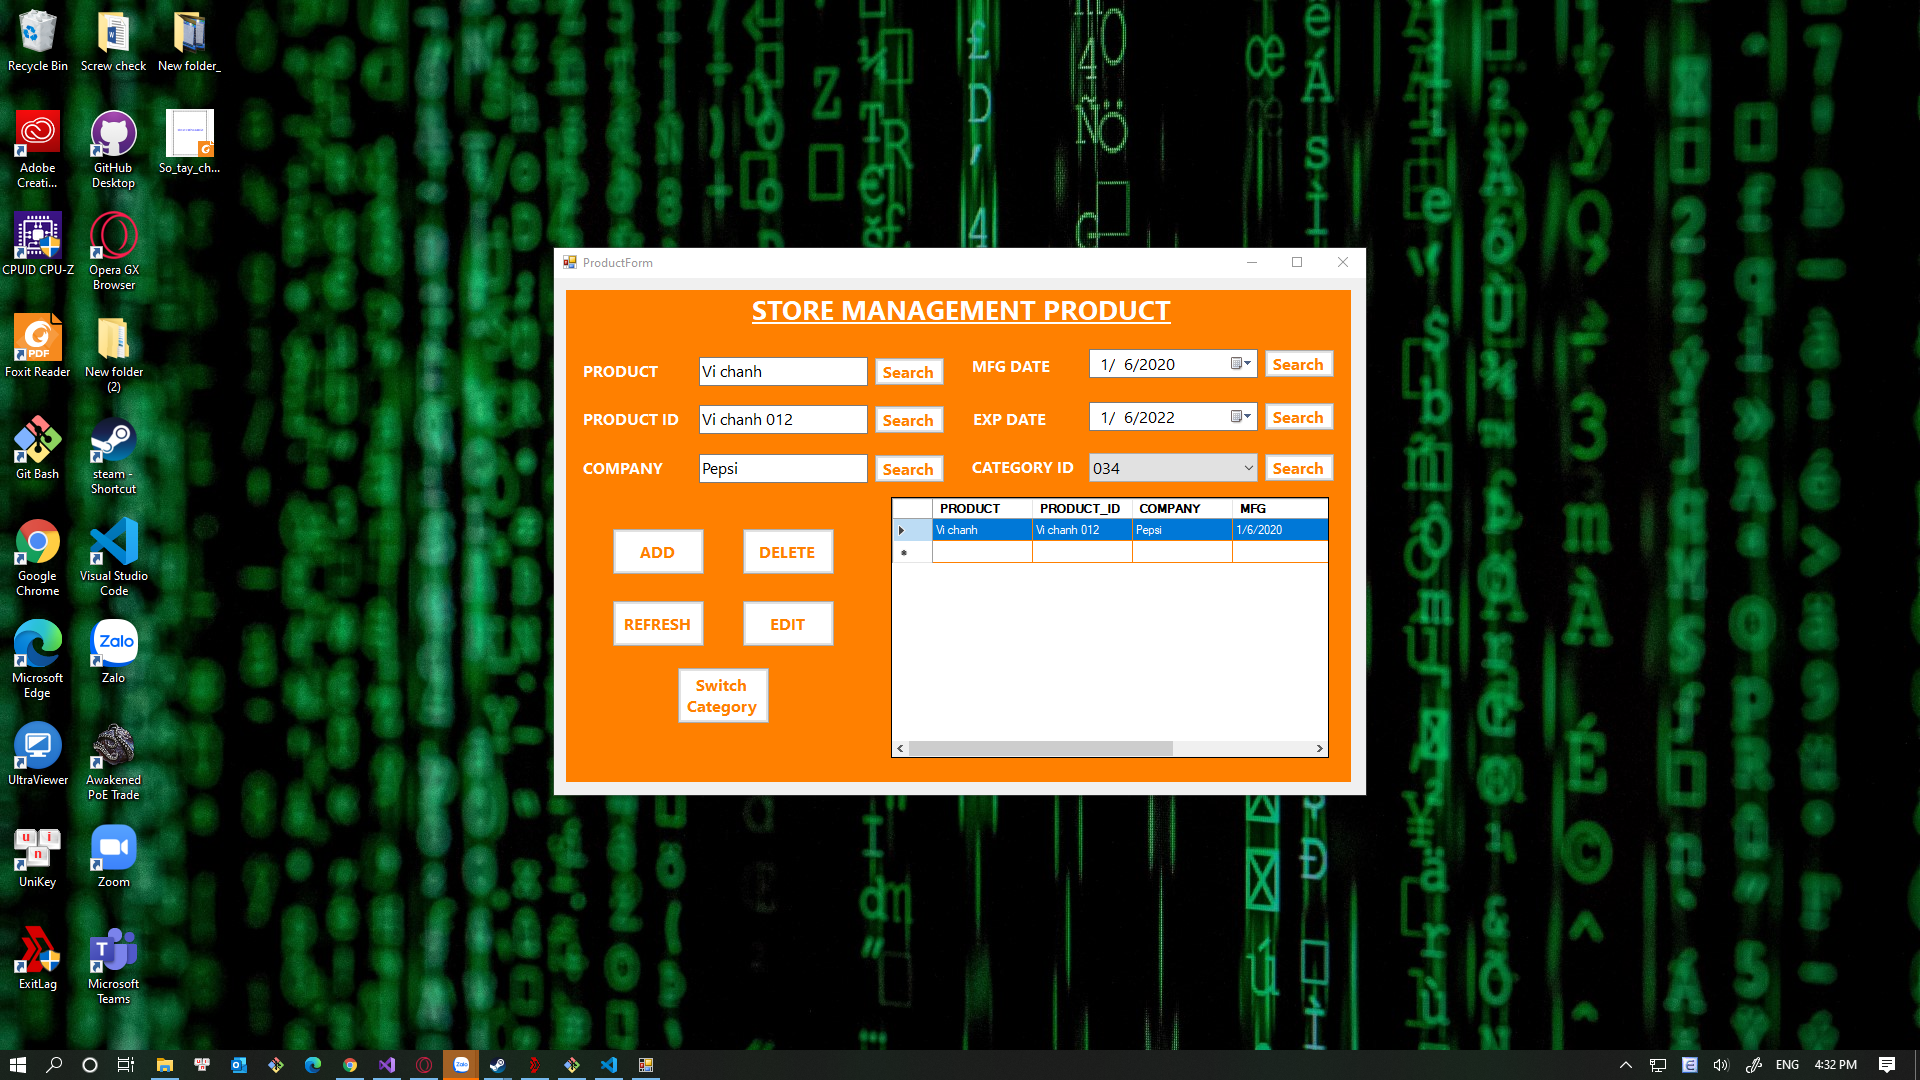 Recycle Bin
Screw check
New folder_
Adobe
Creati...
GitHub
Desktop
So_tay_ch...
CPUID CPU-Z
Opera GX
Browser
PDF
Foxit Reader
New folder
(2)
Git Bash
steam -
Shortcut
Google
Chrome
Visual Studio
Code
Microsoft
Edge
Zalo
Zalo
UltraViewer
Awakened
PoE Trade
u i
n
UniKey
Zoom
ExitLag
T
Microsoft
Teams
ProductForm
STORE MANAGEMENT PRODUCT
PRODUCT
Vi chanh
Search
MFG DATE
1/ 6/2020
Search
PRODUCT ID
Vi chanh 012
Search
EXP DATE
1/ 6/2022
Search
COMPANY
Pepsi
Search
CATEGORY ID
034
Search
ADD
DELETE
REFRESH
EDIT
Switch
Category
PRODUCT PRODUCT_ID COMPANY MFG
Vi chanh Vi chanh 012 Pepsi 1/6/2020
Zalo
ENG
4:32 PM